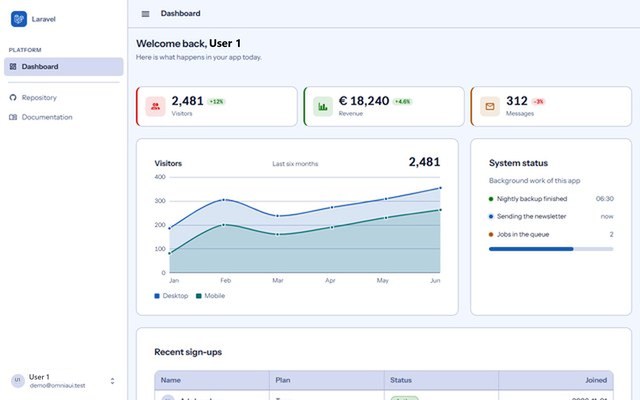 Laravel
Dashboard
Welcome back, User 1
Here is what happens in your app today.
PLATFORM
Dashboard
Repository
Documentation
2,481 +12%
Visitors
€ 18,240 +4.6%
Revenue
312 -3%
Messages
Visitors
Last six months
2,481
400
300
200
100
0
Jan Feb Mar Apr May Jun
Desktop Mobile
System status
Background work of this app
Nightly backup finished 06:30
Sending the newsletter now
Jobs in the queue 2
Recent sign-ups
Name Plan Status Joined
U1
User 1
demo@omniaui.test